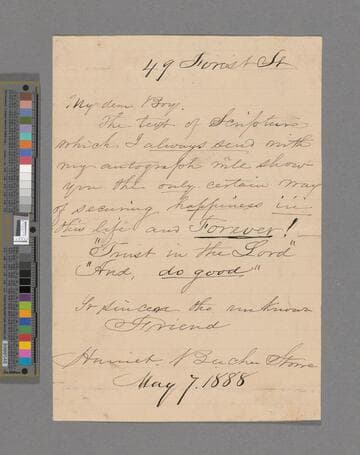 49 Forest St
My dear Boy.
The text of Scripture
which I always send with
my autograph will show
you the only certain way
of securing happiness in
this life and Forever!
"Trust in the Lord"
"And, do good"
So sincere the unknown
Friend
Harriet Beecher Stowe
May 7. 1888